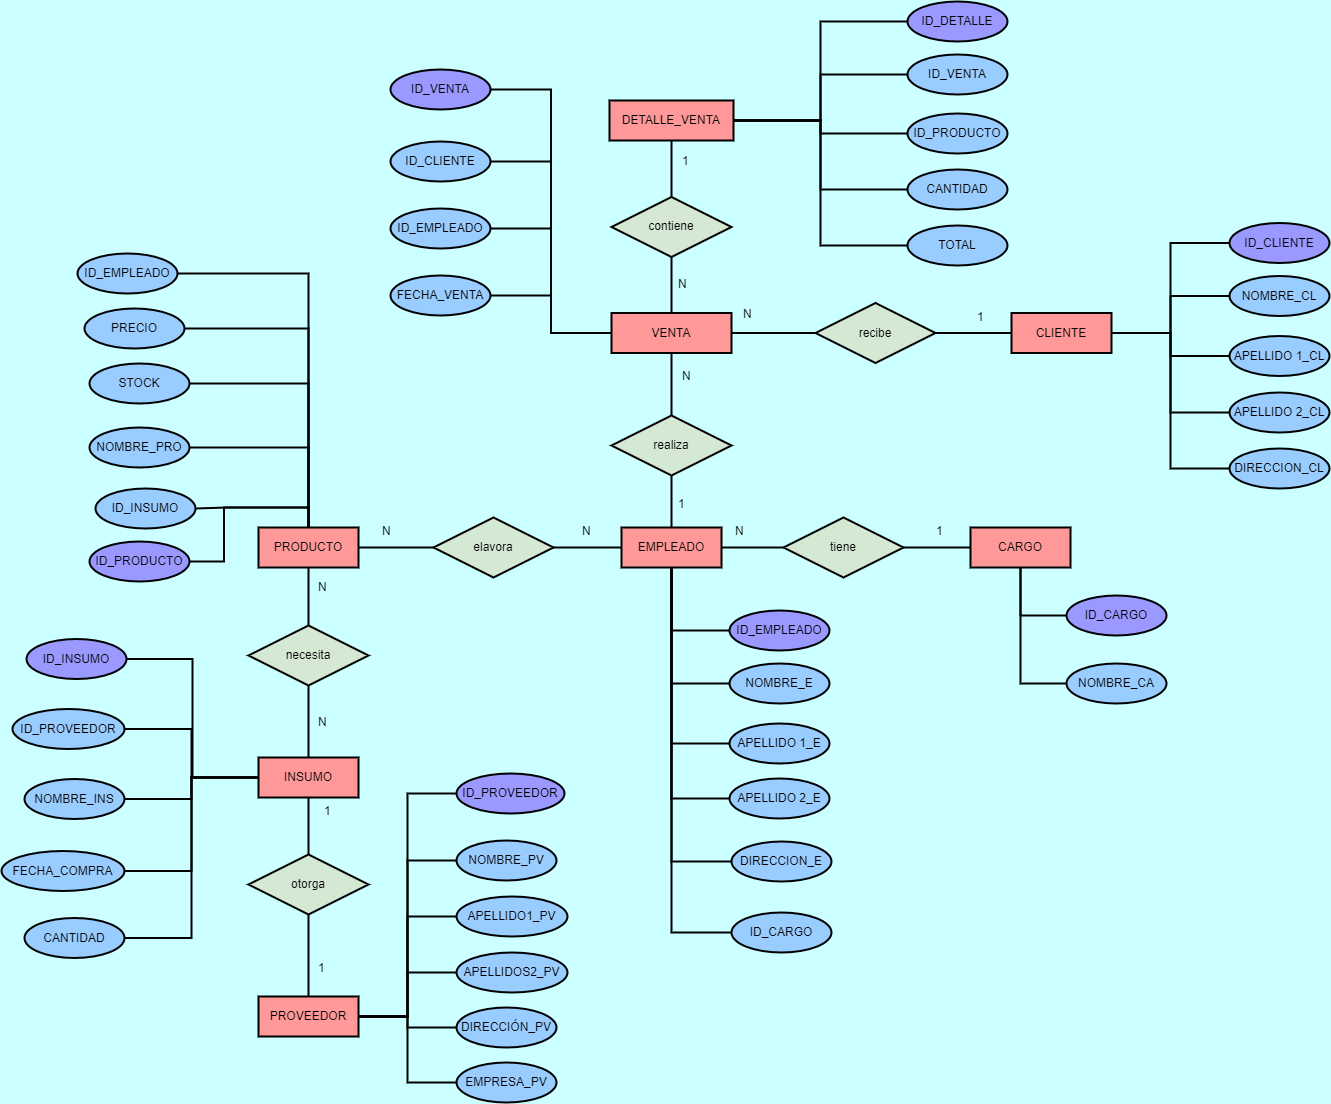 ID_DETALLE
ID_VENTA
ID_PRODUCTO
CANTIDAD
TOTAL
DETALLE_VENTA
1
contiene
N
ID_VENTA
ID_CLIENTE
ID_EMPLEADO
FECHA_VENTA
VENTA
N
recibe
1
CLIENTE
ID_CLIENTE
NOMBRE_CL
APELLIDO 1_CL
APELLIDO 2_CL
DIRECCION_CL
N
realiza
1
ID_EMPLEADO
PRECIO
STOCK
NOMBRE_PRO
ID_INSUMO
ID_PRODUCTO
PRODUCTO
N
elavora
N
EMPLEADO
N
tiene
1
CARGO
ID_CARGO
NOMBRE_CA
ID_EMPLEADO
NOMBRE_E
APELLIDO 1_E
APELLIDO 2_E
DIRECCION_E
ID_CARGO
N
necesita
N
ID_INSUMO
ID_PROVEEDOR
NOMBRE_INS
FECHA_COMPRA
CANTIDAD
INSUMO
1
otorga
1
PROVEEDOR
ID_PROVEEDOR
NOMBRE_PV
APELLIDO1_PV
APELLIDOS2_PV
DIRECCIÓN_PV
EMPRESA_PV